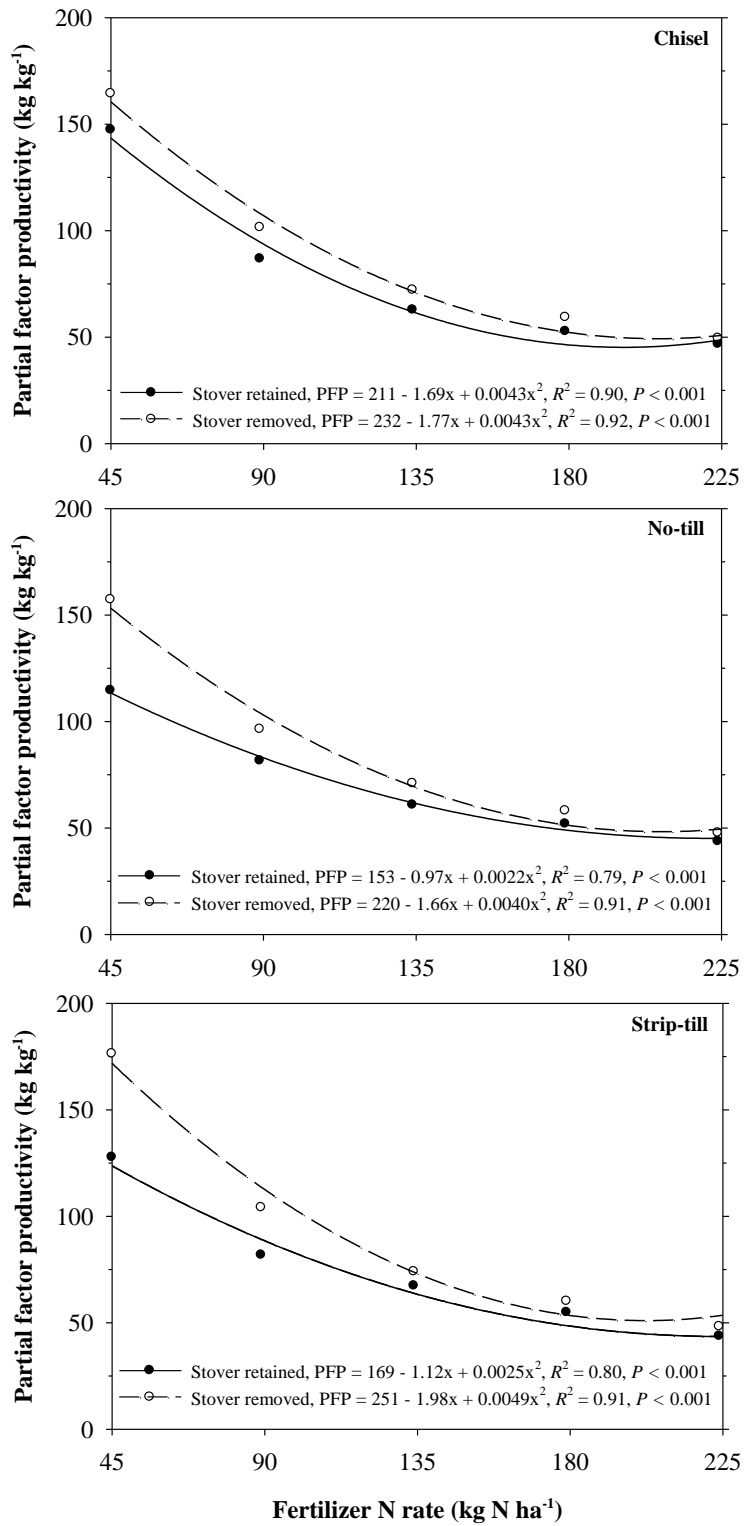 200
Chisel
150
100
50
0
Partial factor productivity (kg kg⁻¹)
Stover retained, PFP = 211 - 1.69x + 0.0043x², R² = 0.90, P < 0.001
Stover removed, PFP = 232 - 1.77x + 0.0043x², R² = 0.92, P < 0.001
45 90 135 180 225
200
No-till
150
100
50
0
Partial factor productivity (kg kg⁻¹)
Stover retained, PFP = 153 - 0.97x + 0.0022x², R² = 0.79, P < 0.001
Stover removed, PFP = 220 - 1.66x + 0.0040x², R² = 0.91, P < 0.001
45 90 135 180 225
200
Strip-till
150
100
50
0
Partial factor productivity (kg kg⁻¹)
Stover retained, PFP = 169 - 1.12x + 0.0025x², R² = 0.80, P < 0.001
Stover removed, PFP = 251 - 1.98x + 0.0049x², R² = 0.91, P < 0.001
45 90 135 180 225
Fertilizer N rate (kg N ha⁻¹)